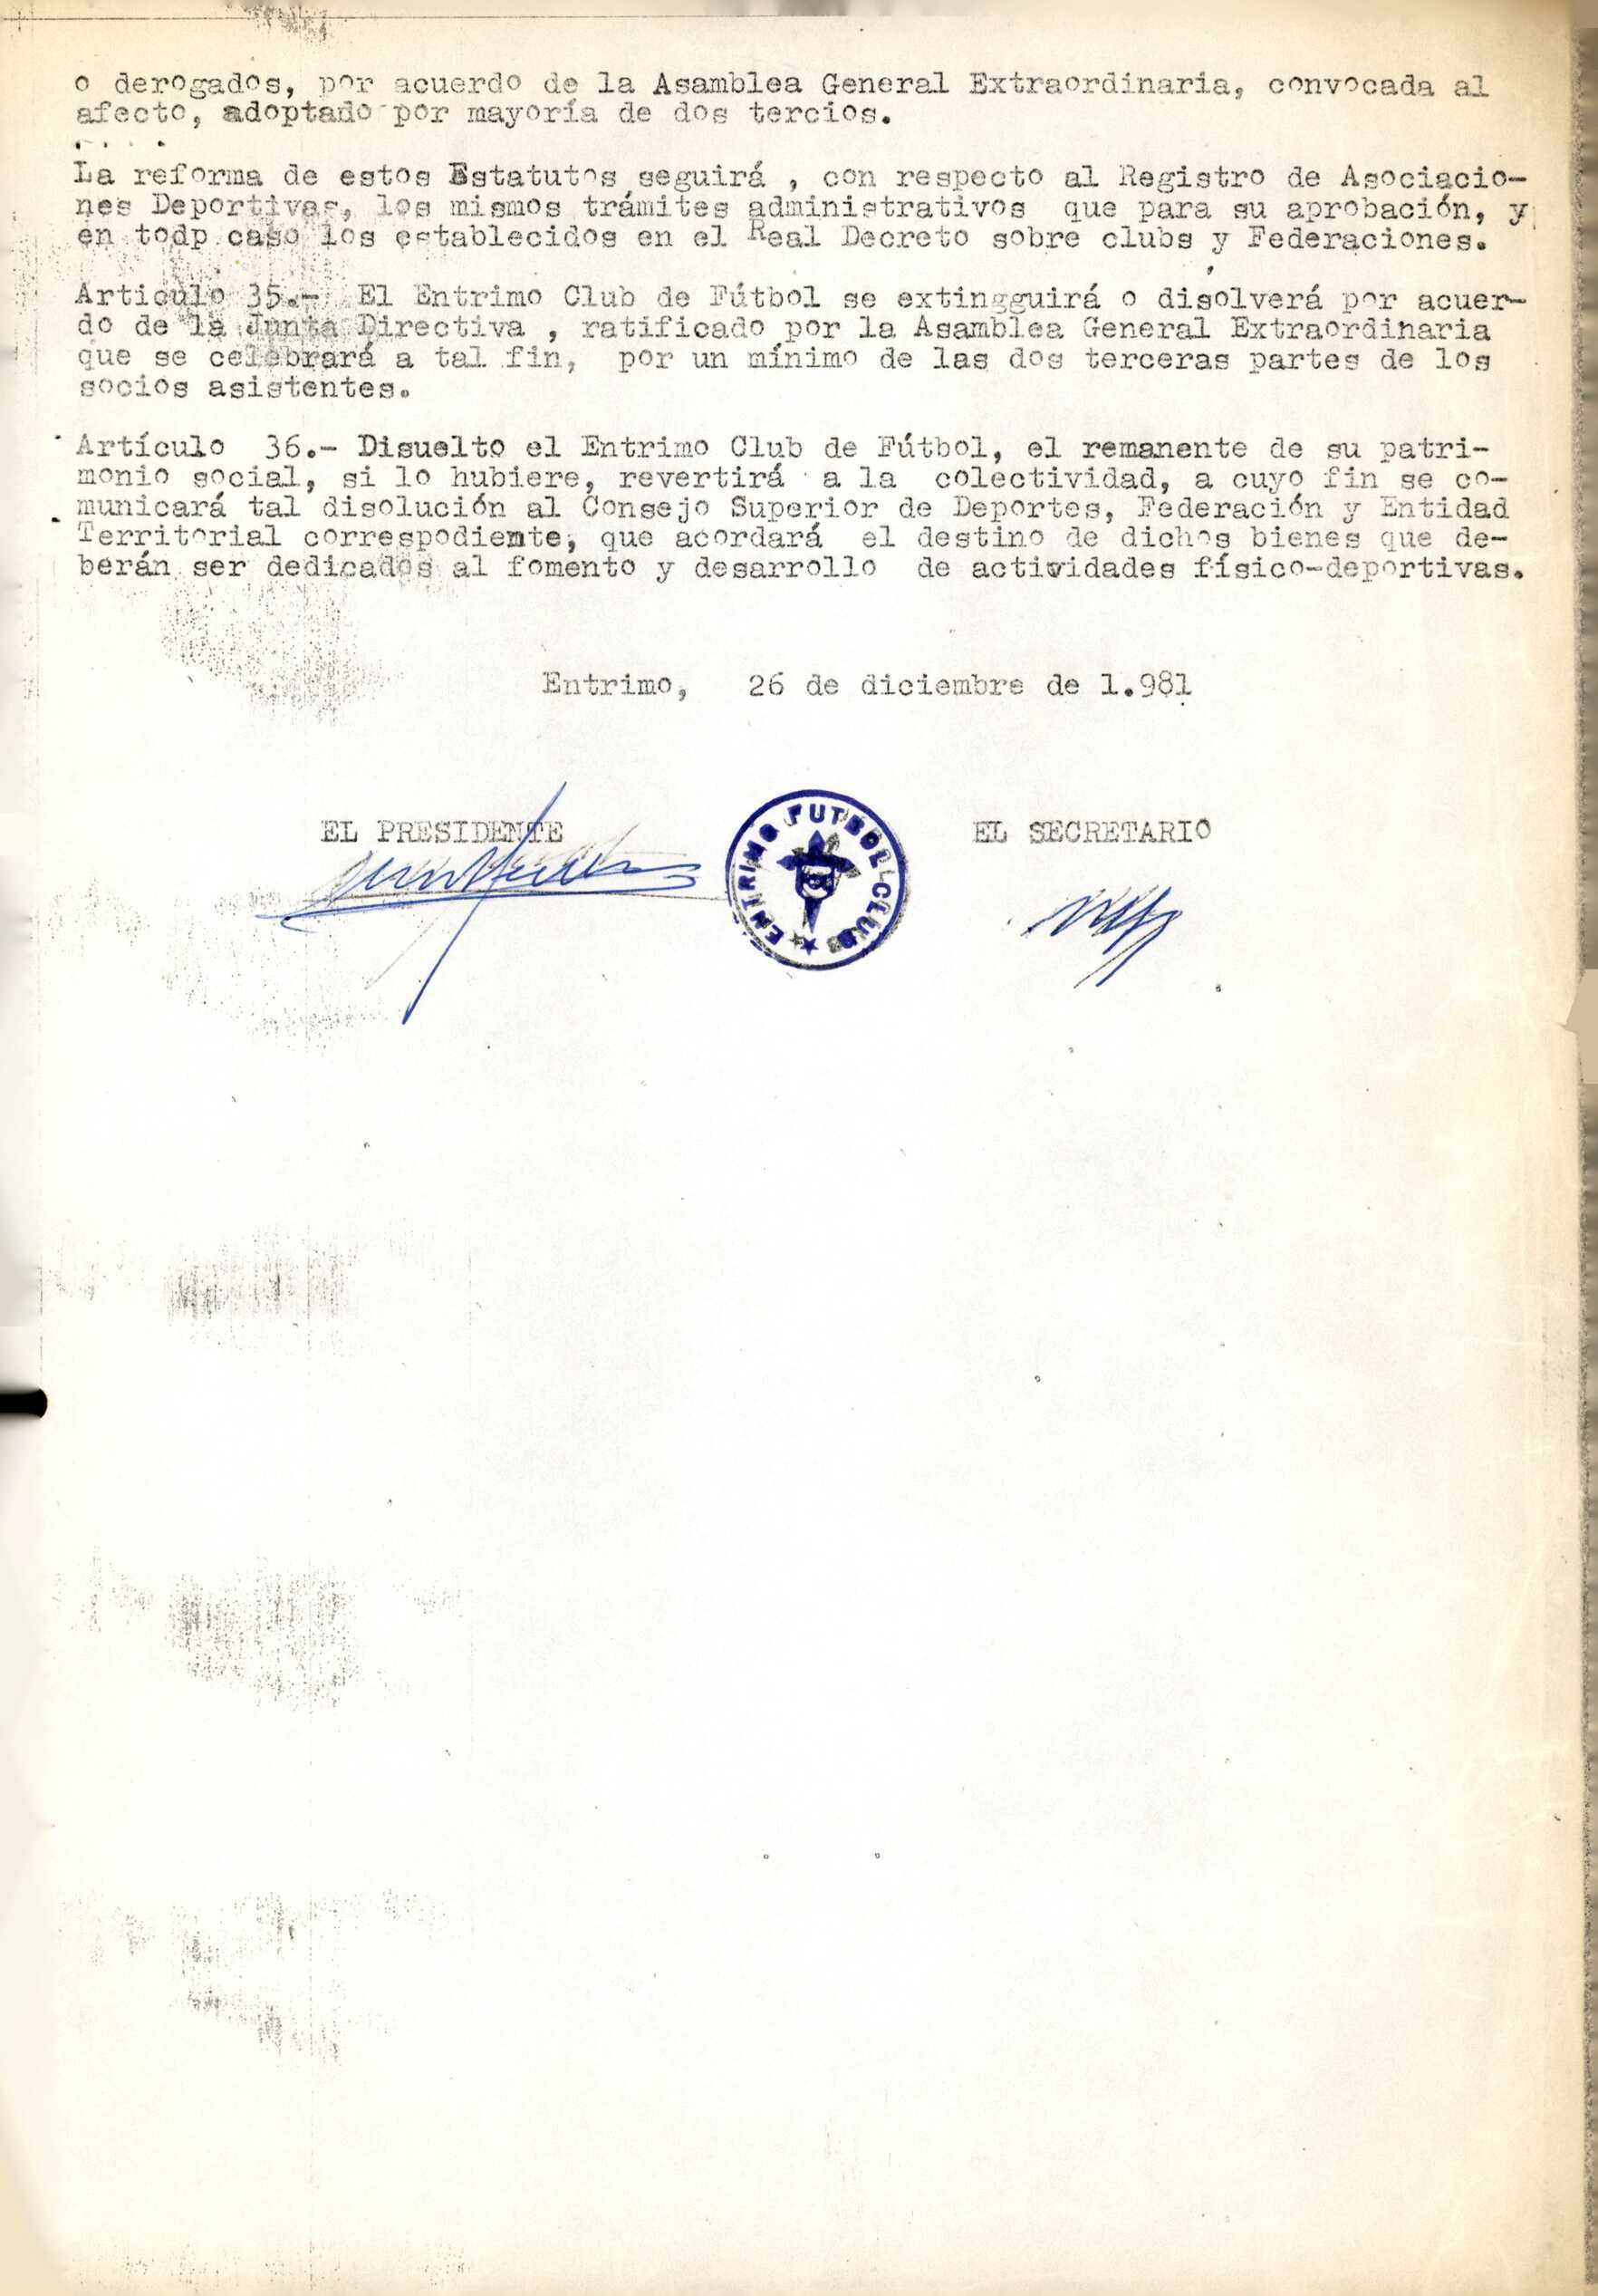 o derogados, por acuerdo de la Asamblea General Extraordinaria, convocada al
afecto, adoptado por mayoría de dos tercios.
La reforma de estos Estatutos seguirá , con respecto al Registro de Asociacio-
nes Deportivas, los mismos trámites administrativos que para su aprobación, y
en todp caso los establecidos en el Real Decreto sobre clubs y Federaciones.
Articulo 35.- El Entrimo Club de Fútbol se extingguirá o disolverá por acuer-
do de la Junta Directiva , ratificado por la Asamblea General Extraordinaria
que se celebrará a tal fin, por un mínimo de las dos terceras partes de los
socios asistentes.
Artículo 36.- Disuelto el Entrimo Club de Fútbol, el remanente de su patri-
monio social, si lo hubiere, revertirá a la colectividad, a cuyo fin se co-
municará tal disolución al Consejo Superior de Deportes, Federación y Entidad
Territorial correspodiente, que acordará el destino de dichos bienes que de-
berán ser dedicados al fomento y desarrollo de actividades físico-deportivas.
Entrimo, 26 de diciembre de 1.981
EL PRESIDENTE
ENTRIMO FUTBOL CLUB
EL SECRETARIO